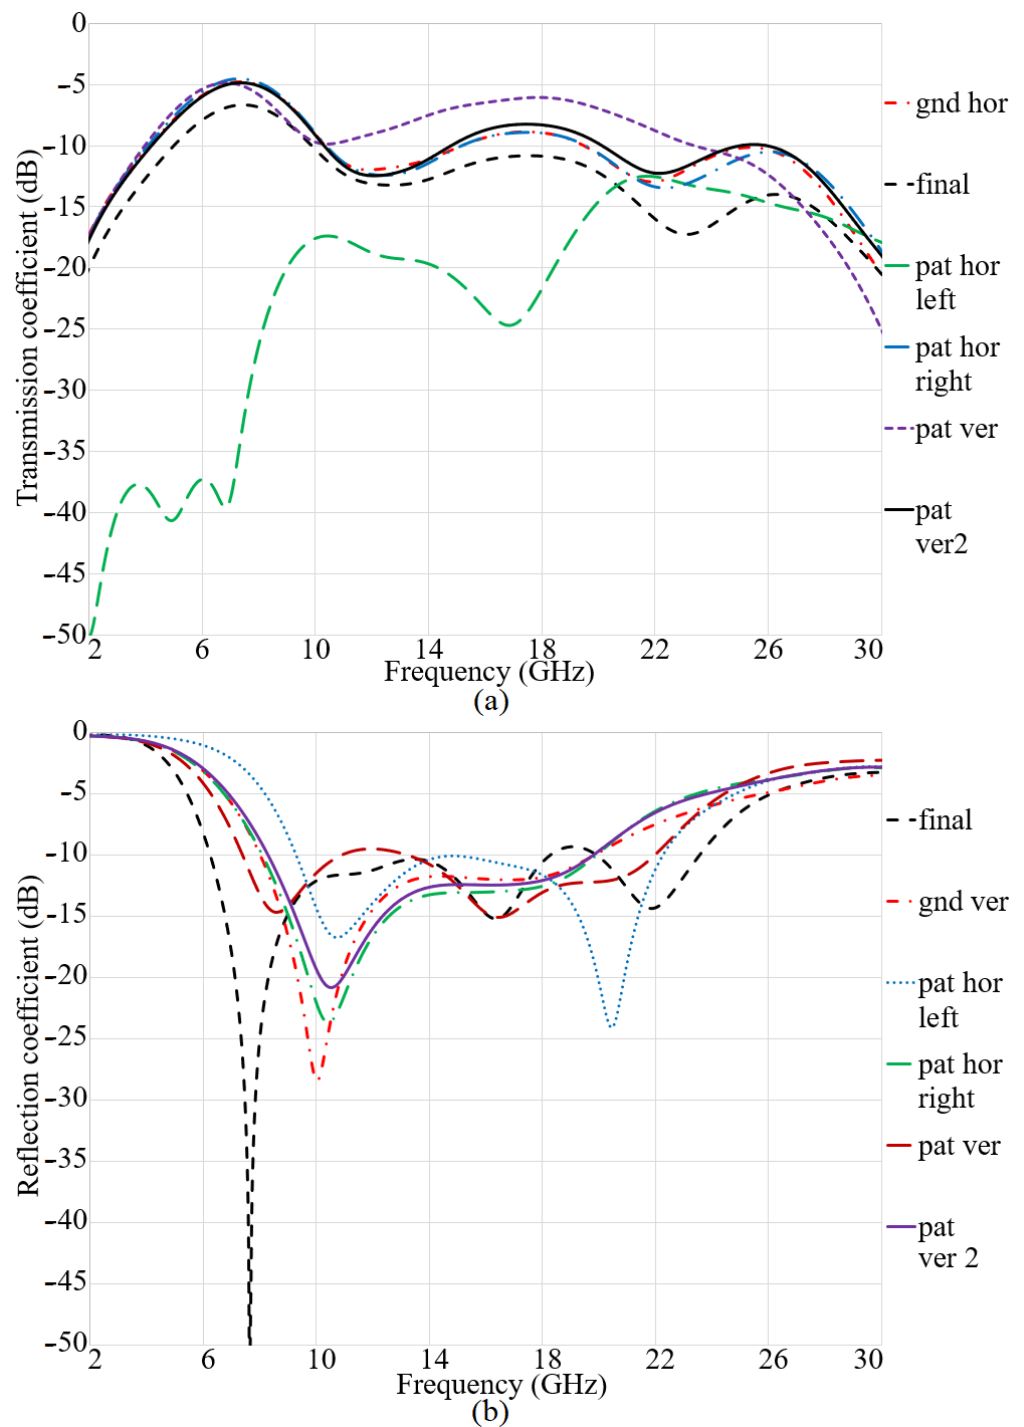 0
−5
−10
−15
−20
−25
−30
−35
−40
−45
−50
Transmission coefficient (dB)
2 6 10 14 18 22 26 30
Frequency (GHz)
(a)
gnd hor
final
pat hor
left
pat hor
right
pat ver
pat
ver2
0
−5
−10
−15
−20
−25
−30
−35
−40
−45
−50
Reflection coefficient (dB)
2 6 10 14 18 22 26 30
Frequency (GHz)
(b)
final
gnd ver
pat hor
left
pat hor
right
pat ver
pat
ver 2